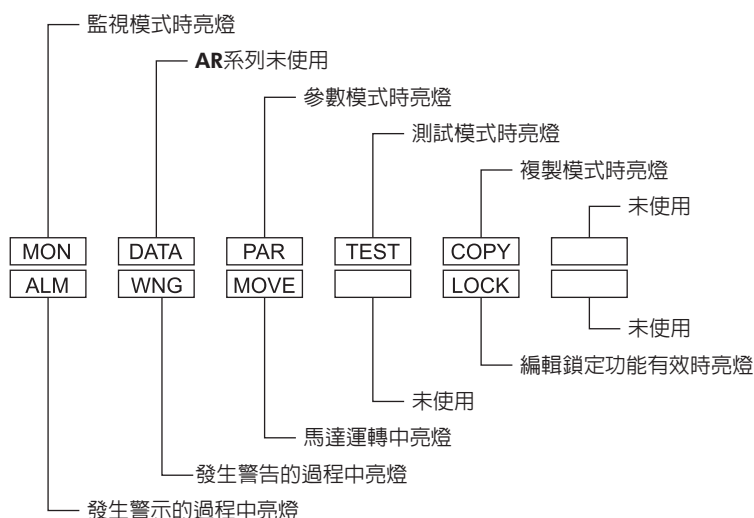 監視模式時亮燈
AR系列未使用
參數模式時亮燈
測試模式時亮燈
複製模式時亮燈
未使用
MON DATA PAR TEST COPY
ALM WNG MOVE LOCK
未使用
編輯鎖定功能有效時亮燈
未使用
馬達運轉中亮燈
發生警告的過程中亮燈
發生警示的過程中亮燈